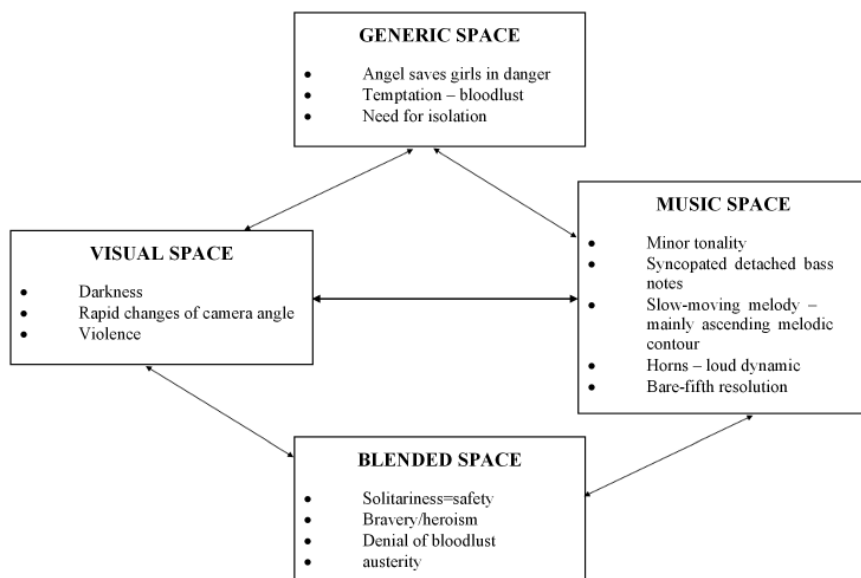 GENERIC SPACE
• Angel saves girls in danger
• Temptation – bloodlust
• Need for isolation
VISUAL SPACE
• Darkness
• Rapid changes of camera angle
• Violence
MUSIC SPACE
• Minor tonality
• Syncopated detached bass
notes
• Slow-moving melody –
mainly ascending melodic
contour
• Horns – loud dynamic
• Bare-fifth resolution
BLENDED SPACE
• Solitariness=safety
• Bravery/heroism
• Denial of bloodlust
• austerity